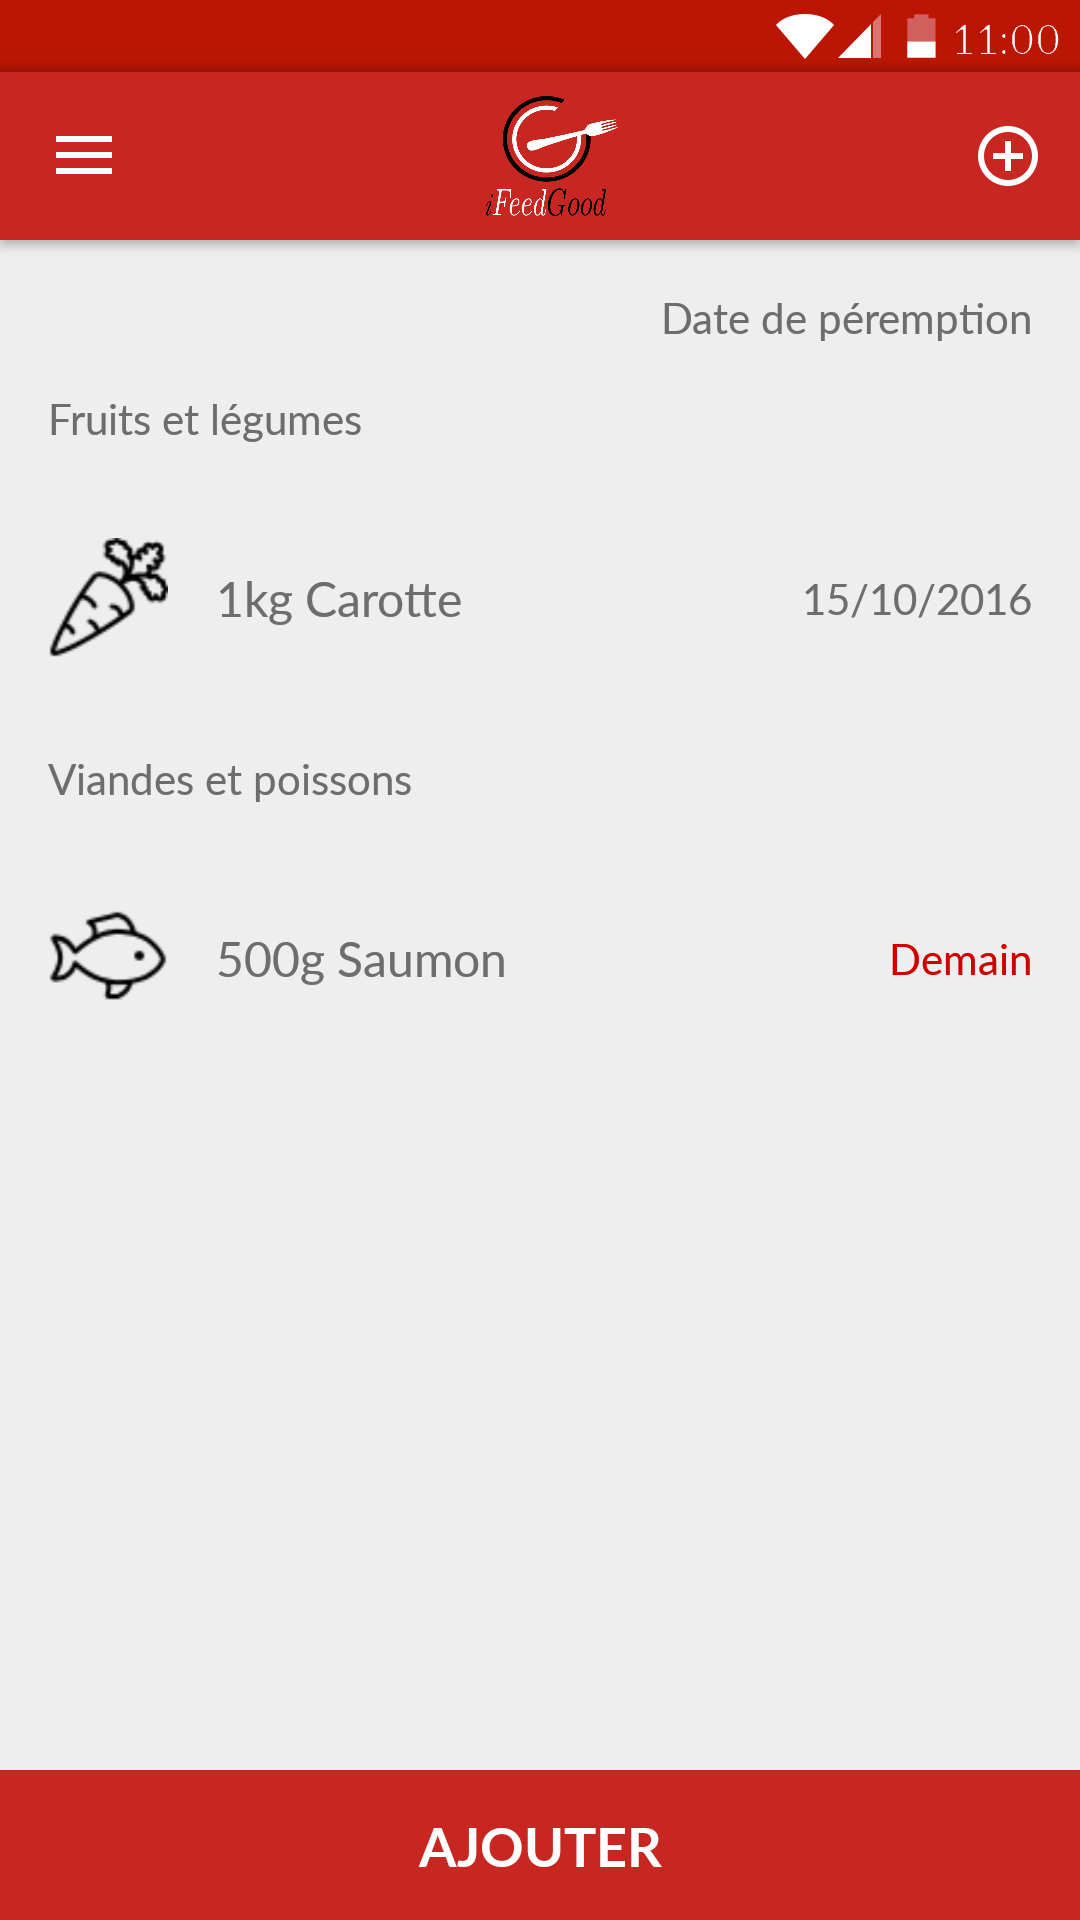 11:00
iFeedGood
Date de péremption
Fruits et légumes
1kg Carotte 15/10/2016
Viandes et poissons
500g Saumon Demain
AJOUTER